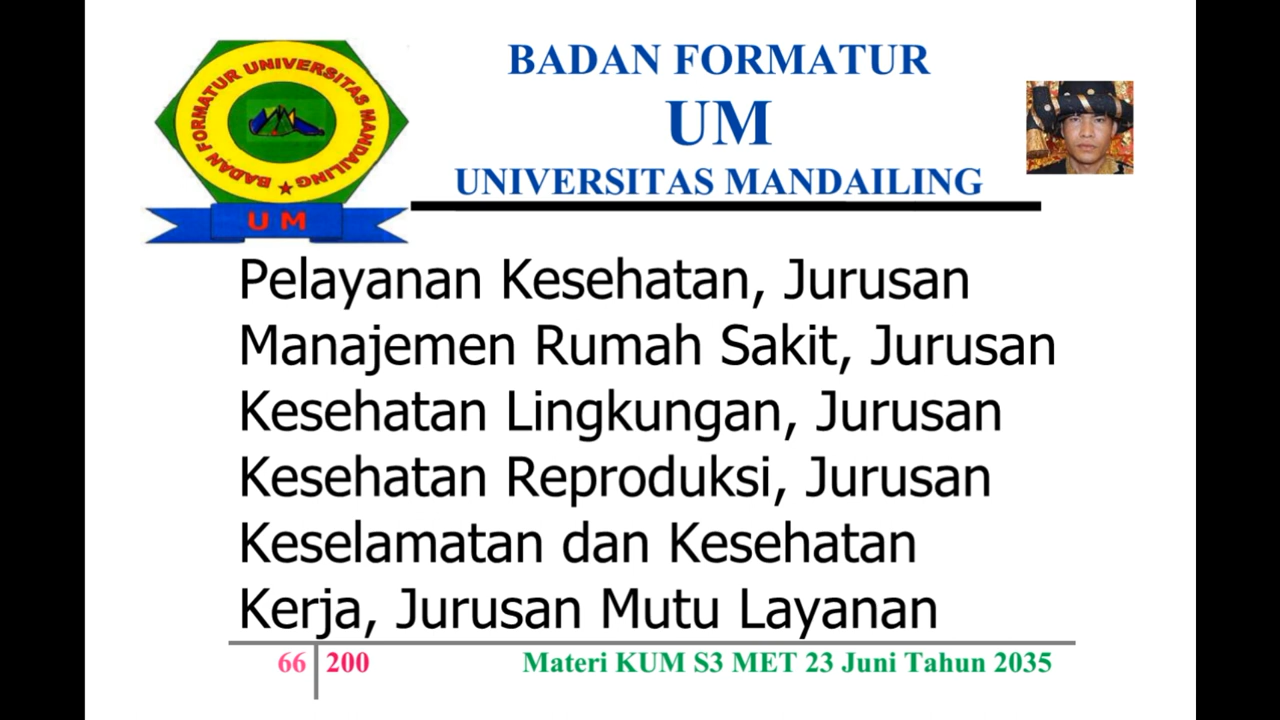 BADAN FORMATUR UNIVERSITAS MANDAILING
U M
BADAN FORMATUR
UM
UNIVERSITAS MANDAILING
Pelayanan Kesehatan, Jurusan
Manajemen Rumah Sakit, Jurusan
Kesehatan Lingkungan, Jurusan
Kesehatan Reproduksi, Jurusan
Keselamatan dan Kesehatan
Kerja, Jurusan Mutu Layanan
66 200 Materi KUM S3 MET 23 Juni Tahun 2035